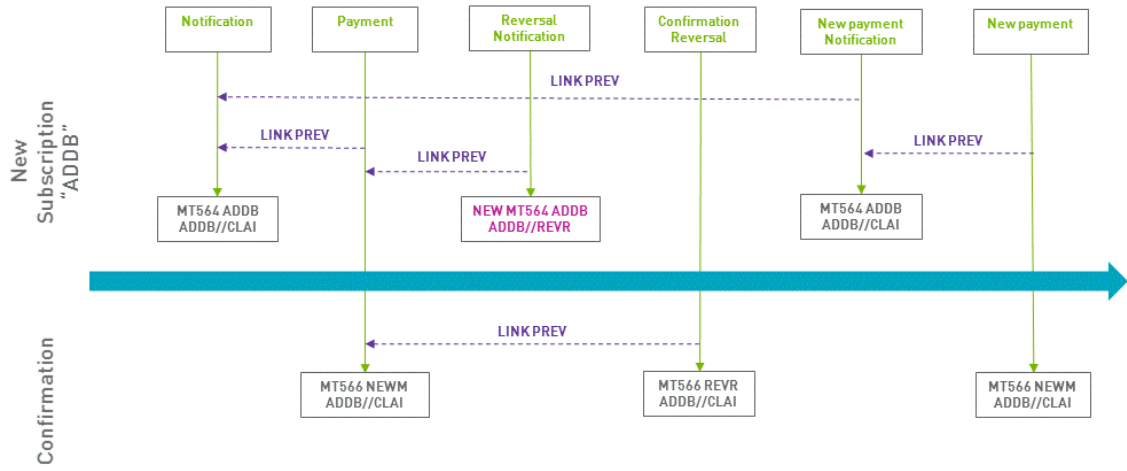 Notification
Payment
Reversal
Notification
Confirmation
Reversal
New payment
Notification
New payment
New
Subscription
“ADDB”
LINK PREV
LINK PREV
LINK PREV
LINK PREV
MT564 ADDB
ADDB//CLAI
NEW MT564 ADDB
ADDB//REVR
MT564 ADDB
ADDB//CLAI
Confirmation
LINK PREV
MT566 NEWM
ADDB//CLAI
MT566 REVR
ADDB//CLAI
MT566 NEWM
ADDB//CLAI